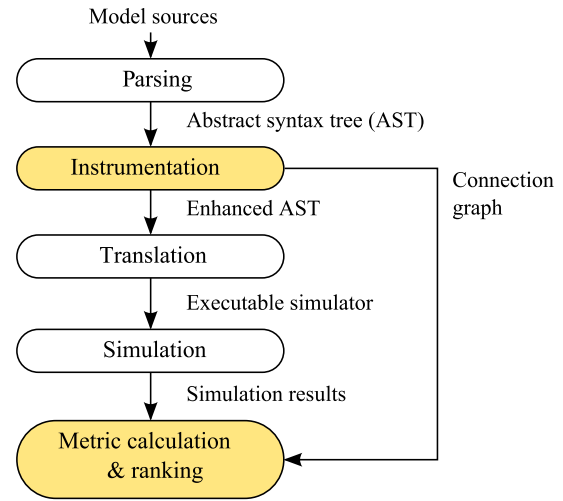 Model sources
Parsing
Abstract syntax tree (AST)
Instrumentation
Connection
graph
Enhanced AST
Translation
Executable simulator
Simulation
Simulation results
Metric calculation
& ranking